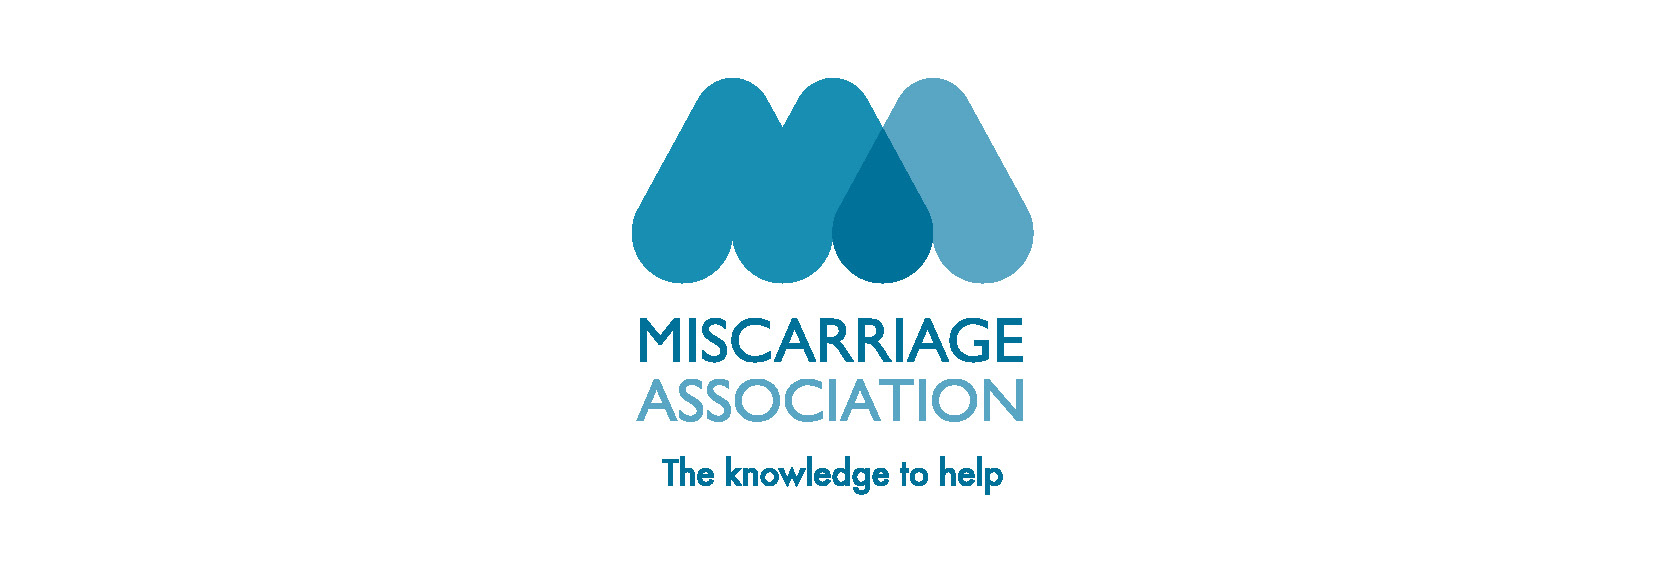 MISCARRIAGE
ASSOCIATION
The knowledge to help